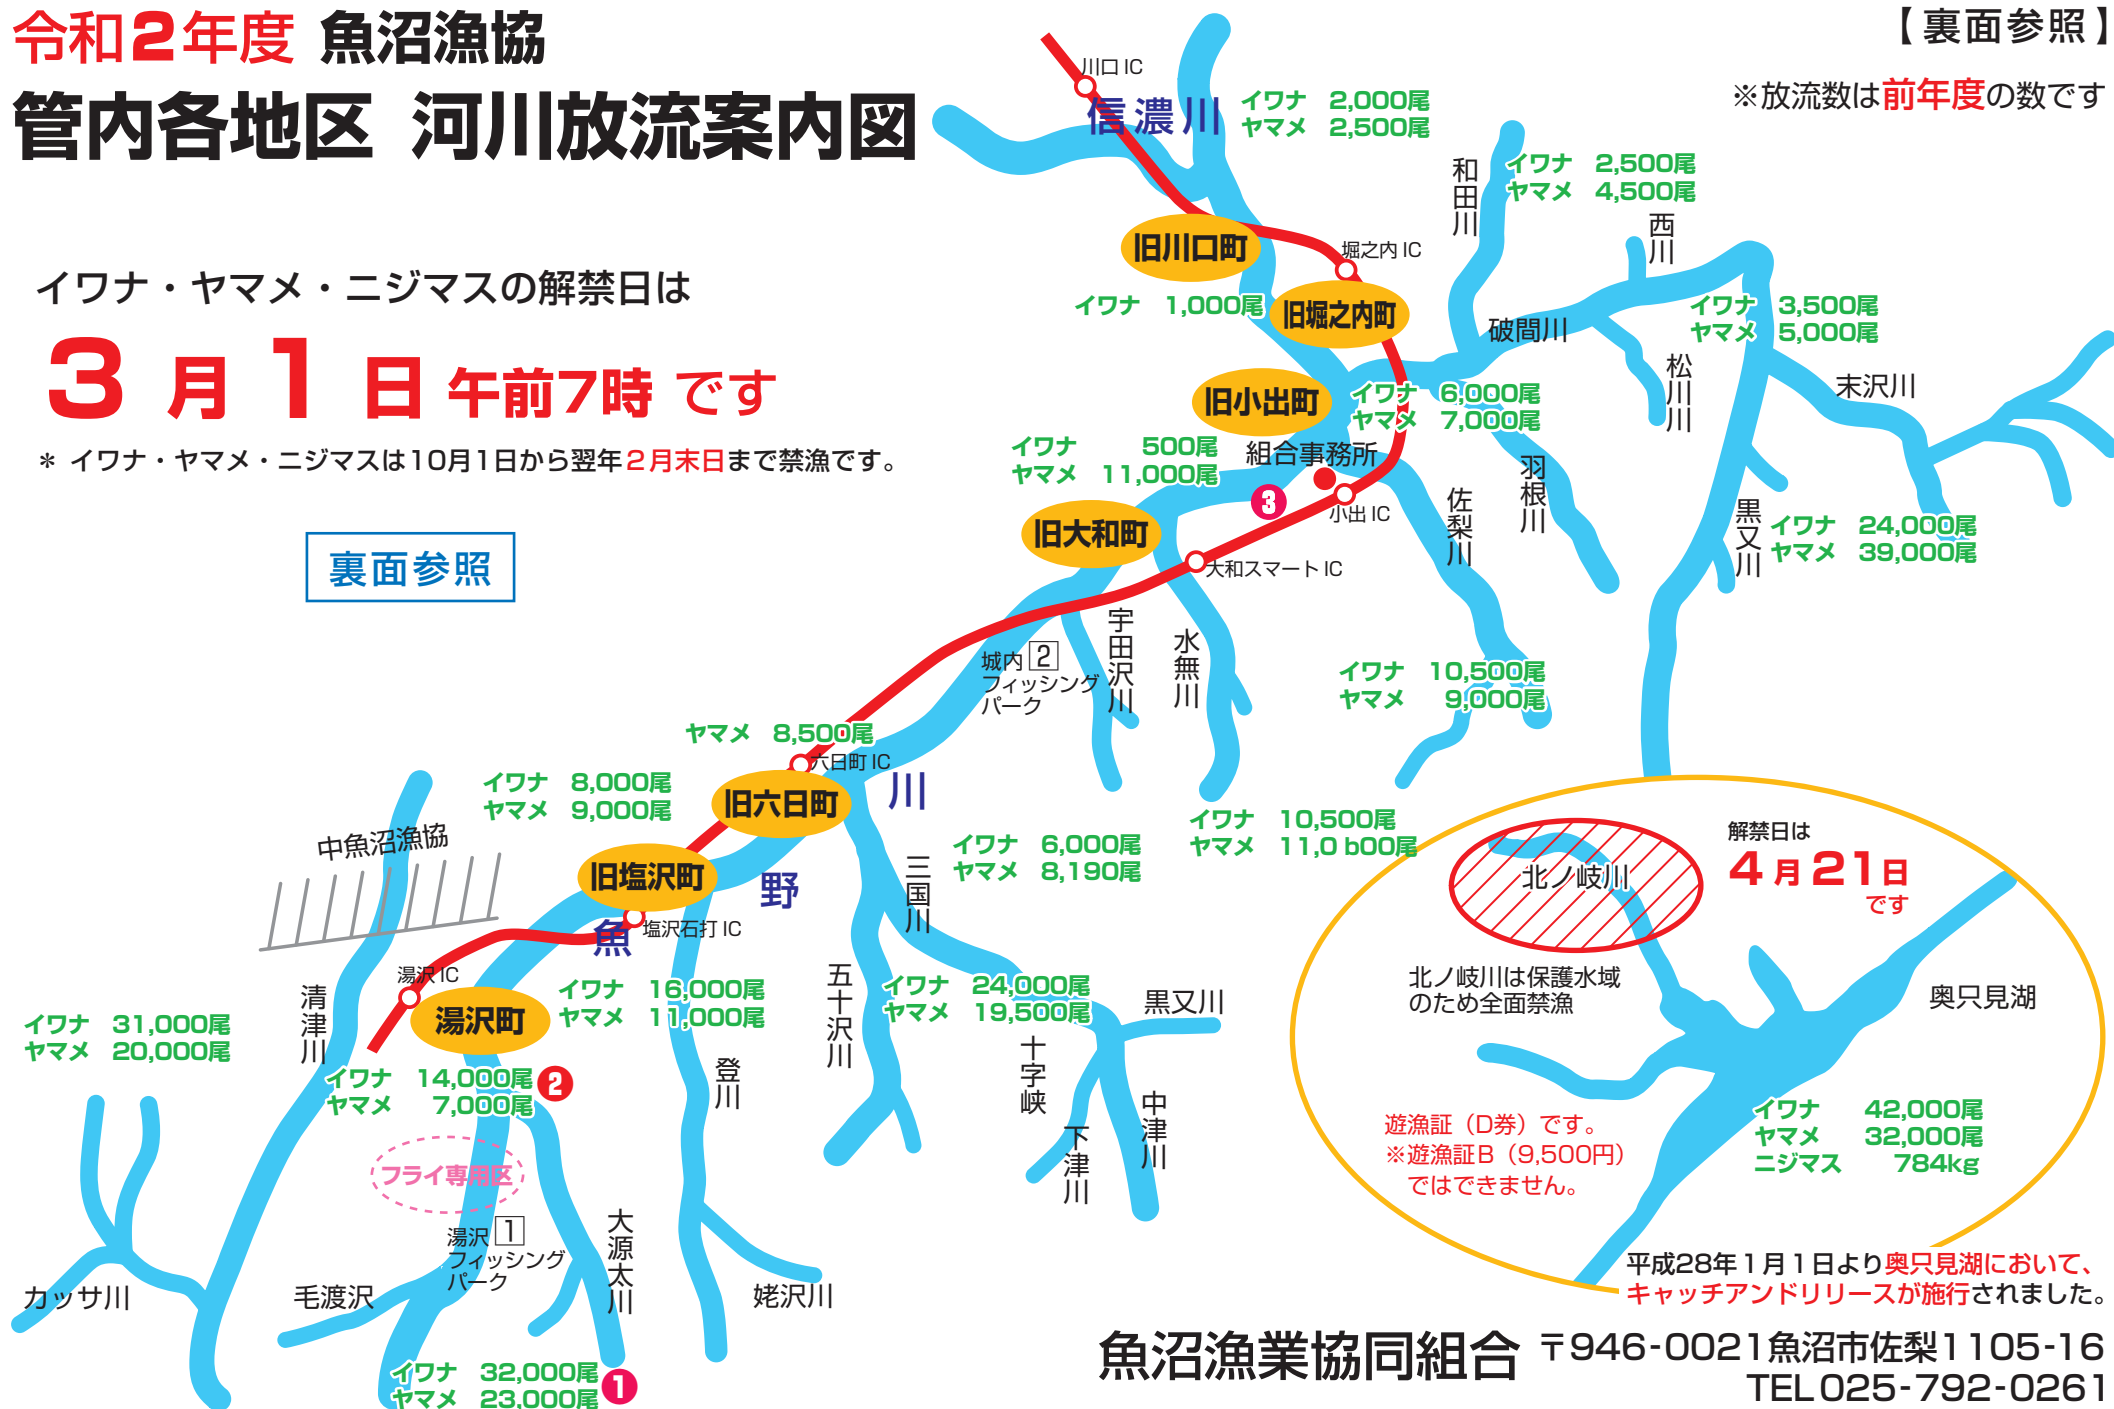 令和2年度 魚沼漁協
管内各地区 河川放流案内図
【裏面参照】
※放流数は前年度の数です
イワナ・ヤマメ・ニジマスの解禁日は
3月1日午前7時です
＊ イワナ・ヤマメ・ニジマスは10月1日から翌年2月末日まで禁漁です。
裏面参照
川口 IC
信濃川
イワナ 2,000尾
ヤマメ 2,500尾
和田川
イワナ 2,500尾
ヤマメ 4,500尾
西川
旧川口町
堀之内 IC
イワナ 1,000尾
旧堀之内町
破間川
イワナ 3,500尾
ヤマメ 5,000尾
松川川
末沢川
旧小出町
イワナ 6,000尾
ヤマメ 7,000尾
イワナ 500尾
ヤマメ 11,000尾
組合事務所
3
小出 IC
佐梨川
羽根川
黒又川
イワナ 24,000尾
ヤマメ 39,000尾
旧大和町
大和スマート IC
宇田沢川
水無川
城内 2
フィッシング
パーク
イワナ 10,500尾
ヤマメ 9,000尾
ヤマメ 8,500尾
六日町 IC
川
イワナ 8,000尾
ヤマメ 9,000尾
旧六日町
中魚沼漁協
イワナ 10,500尾
ヤマメ 11,0 b00尾
イワナ 6,000尾
ヤマメ 8,190尾
三国川
旧塩沢町
野
魚
塩沢石打 IC
湯沢 IC
清津川
イワナ 16,000尾
ヤマメ 11,000尾
五十沢川
イワナ 24,000尾
ヤマメ 19,500尾
黒又川
湯沢町
イワナ 31,000尾
ヤマメ 20,000尾
登川
十字峡
イワナ 14,000尾
ヤマメ 7,000尾
2
下津川
中津川
フライ専用区
湯沢 1
フィッシング
パーク
大源太川
カッサ川
毛渡沢
姥沢川
イワナ 32,000尾
ヤマメ 23,000尾
1
解禁日は
4月21日
です
北ノ岐川
北ノ岐川は保護水域
のため全面禁漁
奥只見湖
イワナ 42,000尾
ヤマメ 32,000尾
ニジマス 784kg
遊漁証（D券）です。
※遊漁証B（9,500円）
ではできません。
平成28年1月1日より奥只見湖において、
キャッチアンドリリースが施行されました。
魚沼漁業協同組合 〒946-0021魚沼市佐梨1105-16
TEL025-792-0261